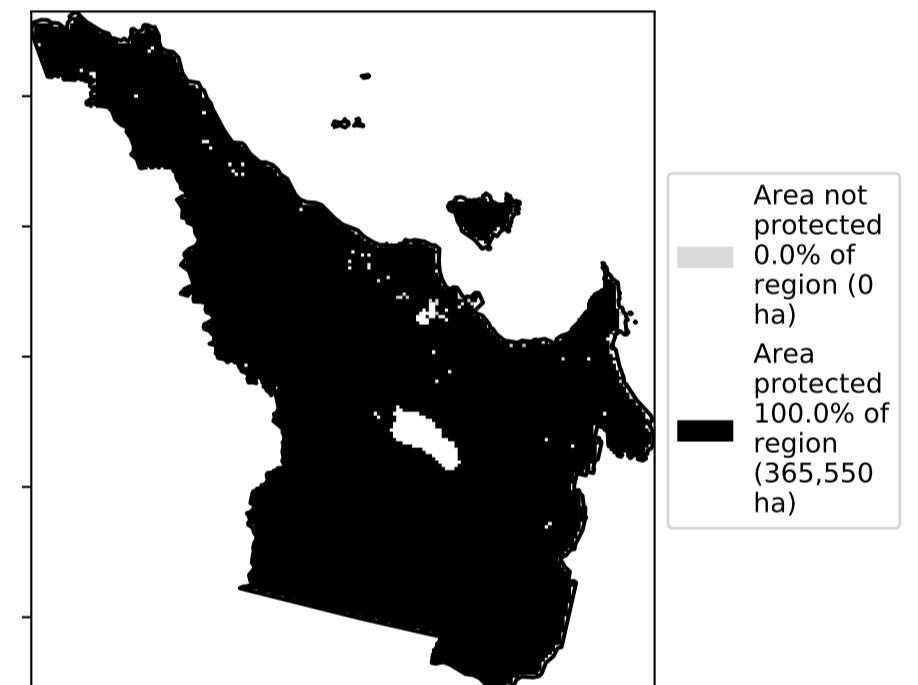 Area not
protected
0.0% of
region (0
ha)
Area
protected
100.0% of
region
(365,550
ha)